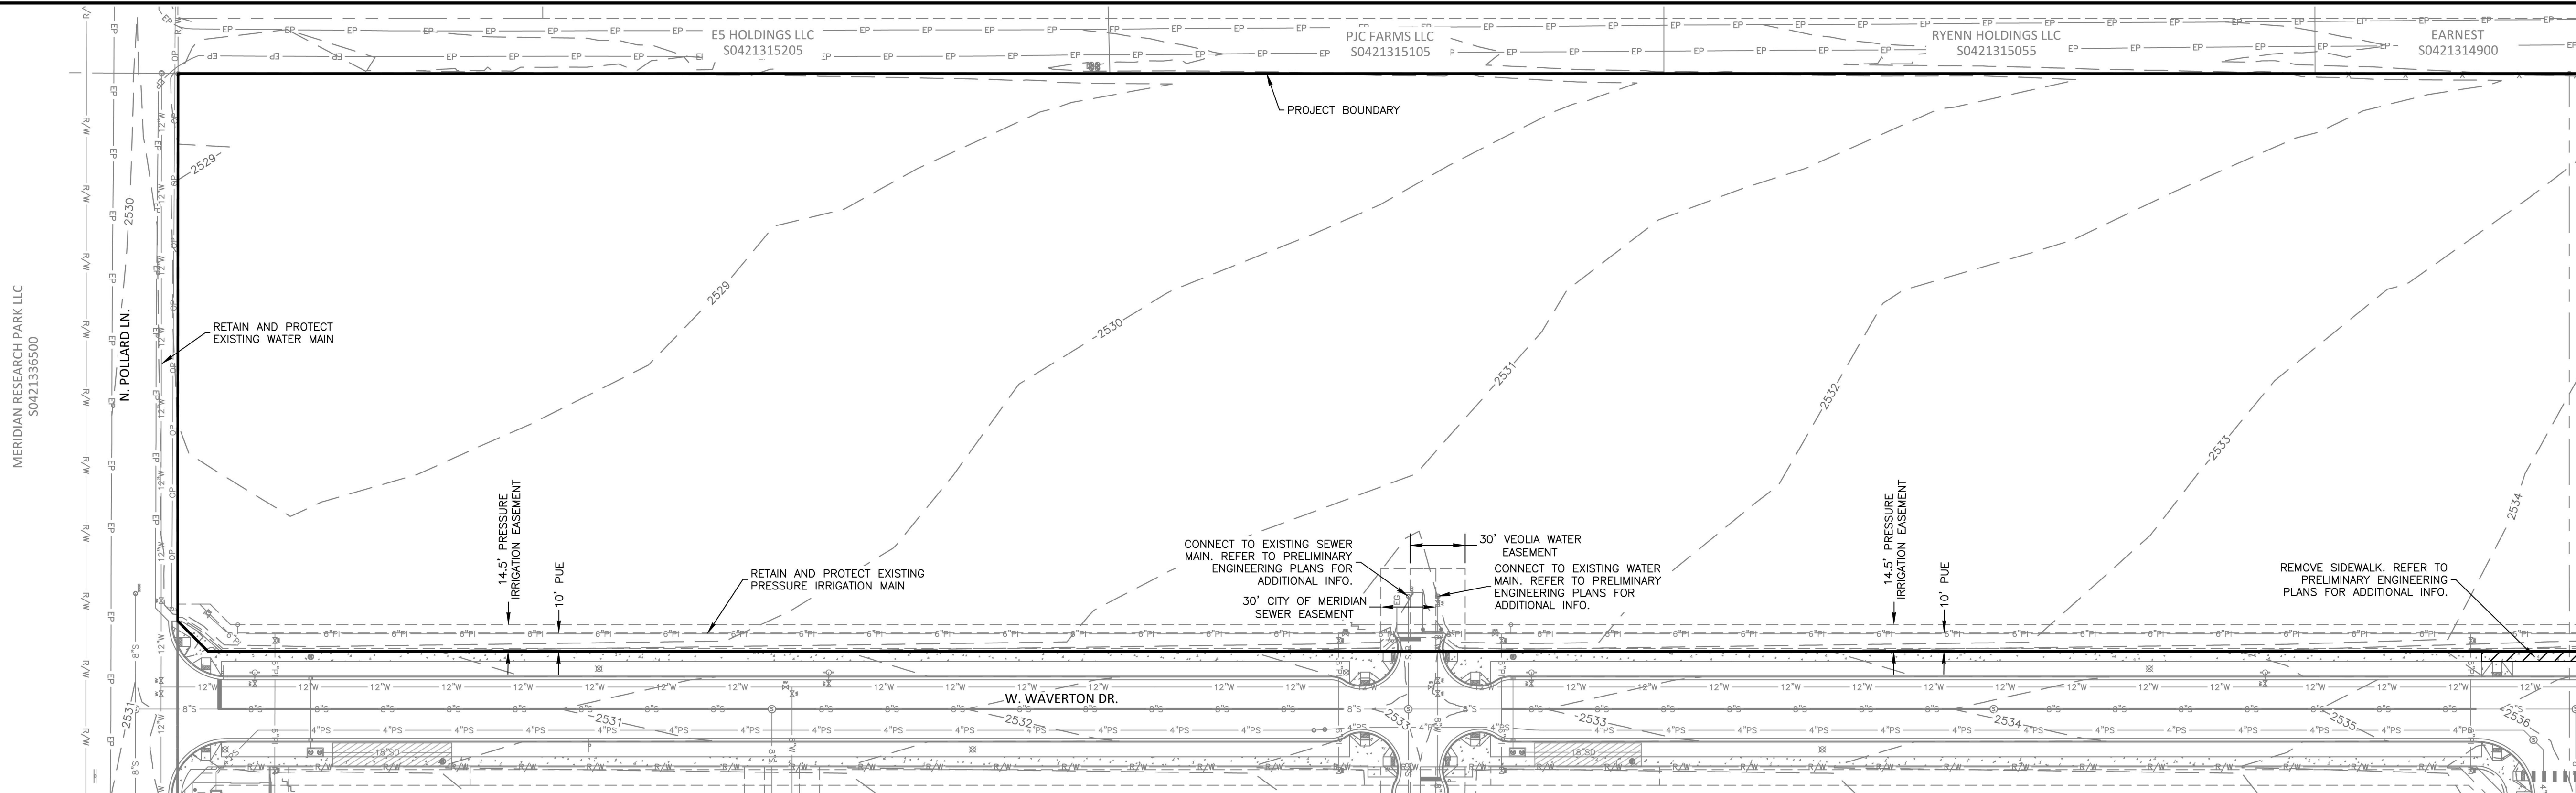 E5 HOLDINGS LLC
S0421315205
PJC FARMS LLC
S0421315105
RYENN HOLDINGS LLC
S0421315055
EARNEST
S0421314900
PROJECT BOUNDARY
MERIDIAN RESEARCH PARK LLC
S0421336500
N. POLLARD LN.
2530
2529
RETAIN AND PROTECT
EXISTING WATER MAIN
2529
2530
2531
2532
2533
2534
14.5' PRESSURE
IRRIGATION EASEMENT
10' PUE
RETAIN AND PROTECT EXISTING
PRESSURE IRRIGATION MAIN
CONNECT TO EXISTING SEWER
MAIN. REFER TO PRELIMINARY
ENGINEERING PLANS FOR
ADDITIONAL INFO.
30' CITY OF MERIDIAN
SEWER EASEMENT
30' VEOLIA WATER
EASEMENT
CONNECT TO EXISTING WATER
MAIN. REFER TO PRELIMINARY
ENGINEERING PLANS FOR
ADDITIONAL INFO.
14.5' PRESSURE
IRRIGATION EASEMENT
10' PUE
REMOVE SIDEWALK. REFER TO
PRELIMINARY ENGINEERING
PLANS FOR ADDITIONAL INFO.
W. WAVERTON DR.
2531
2531
2532
2533
2533
2534
2535
2536
18"SD
18"SD